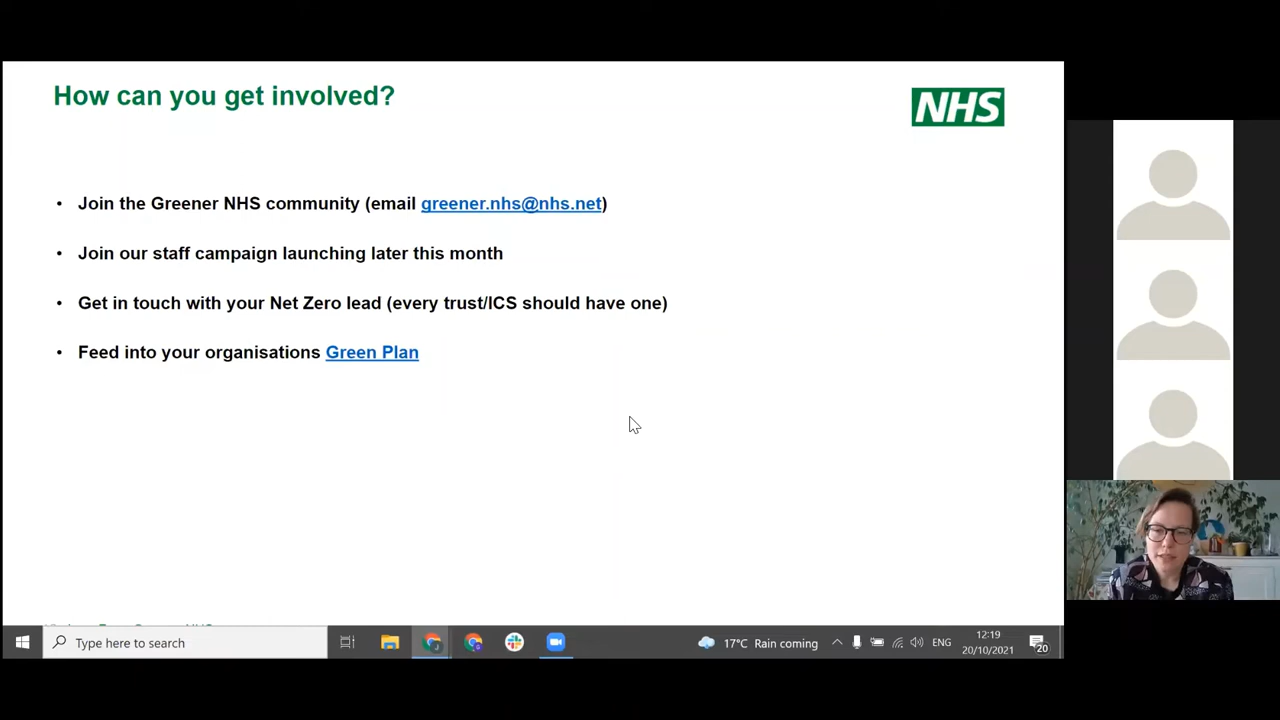 How can you get involved?
NHS
• Join the Greener NHS community (email greener.nhs@nhs.net)
• Join our staff campaign launching later this month
• Get in touch with your Net Zero lead (every trust/ICS should have one)
• Feed into your organisations Green Plan
Type here to search
17°C Rain coming
ENG
12:19
20/10/2021
20